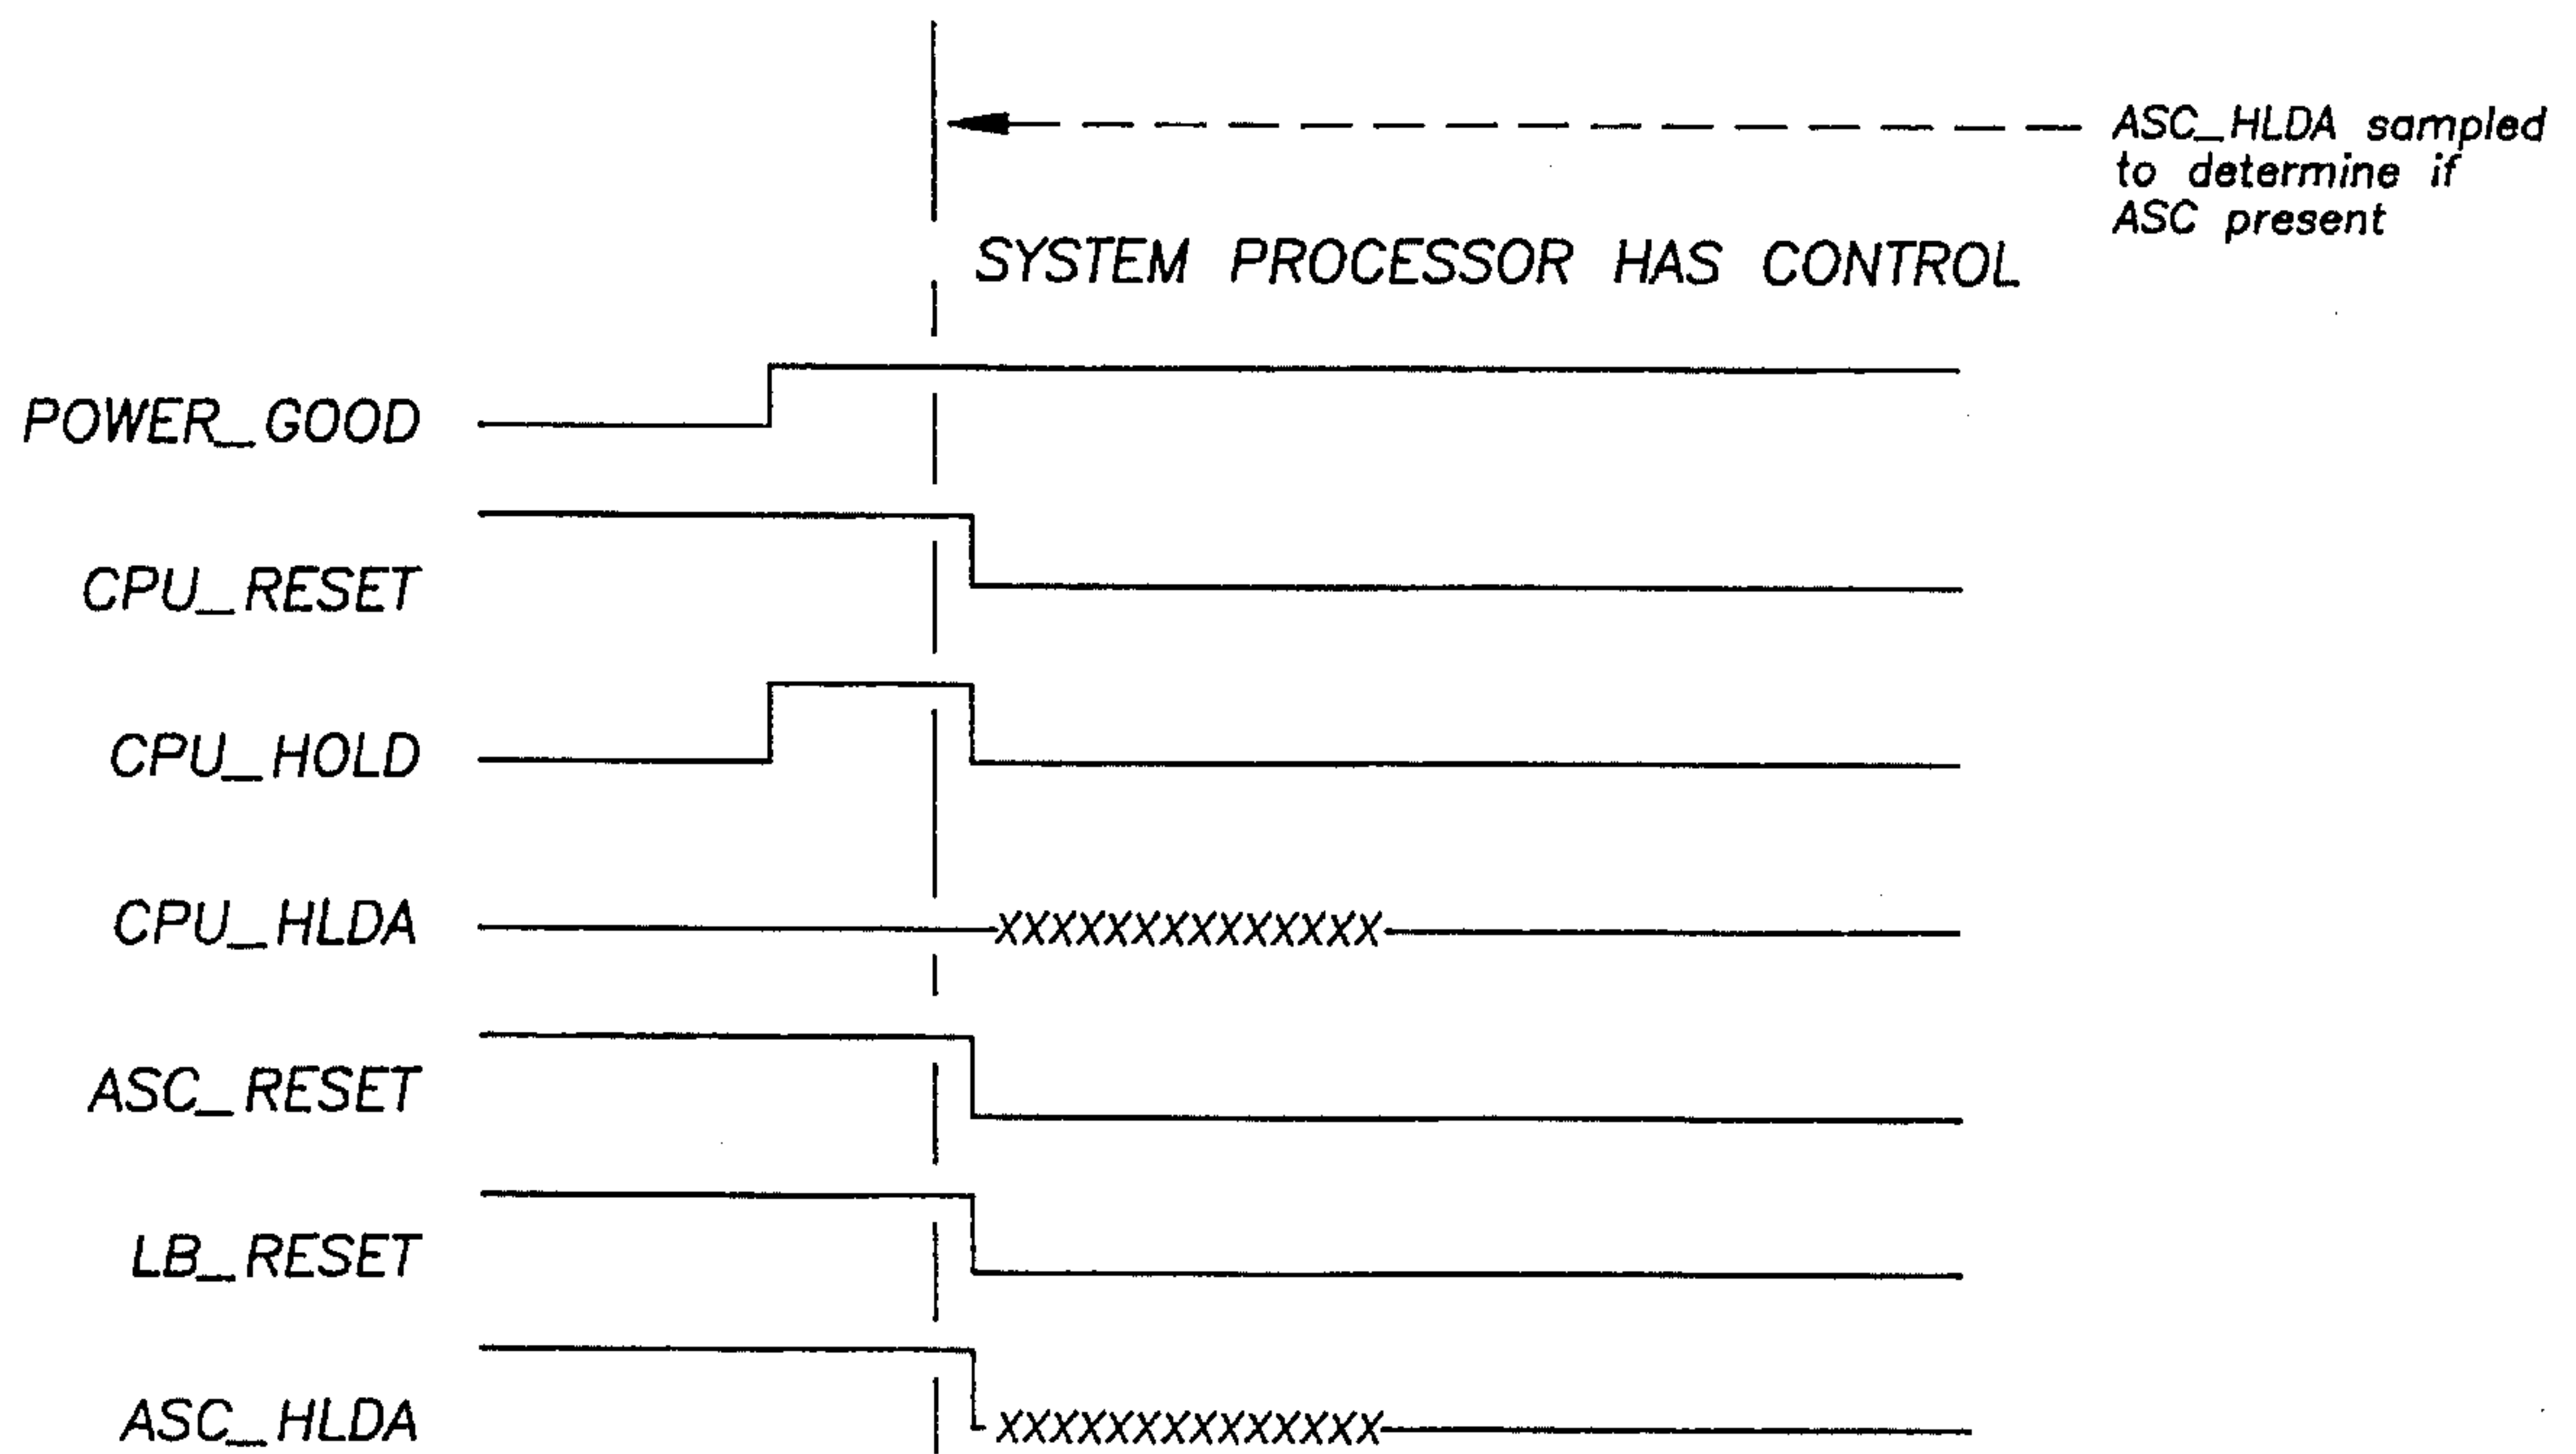 ASC_HLDA sampled
to determine if
ASC present
SYSTEM PROCESSOR HAS CONTROL
POWER_GOOD
CPU_RESET
CPU_HOLD
CPU_HLDA
XXXXXXXXXXXXXX
ASC_RESET
LB_RESET
ASC_HLDA
XXXXXXXXXXXXXX